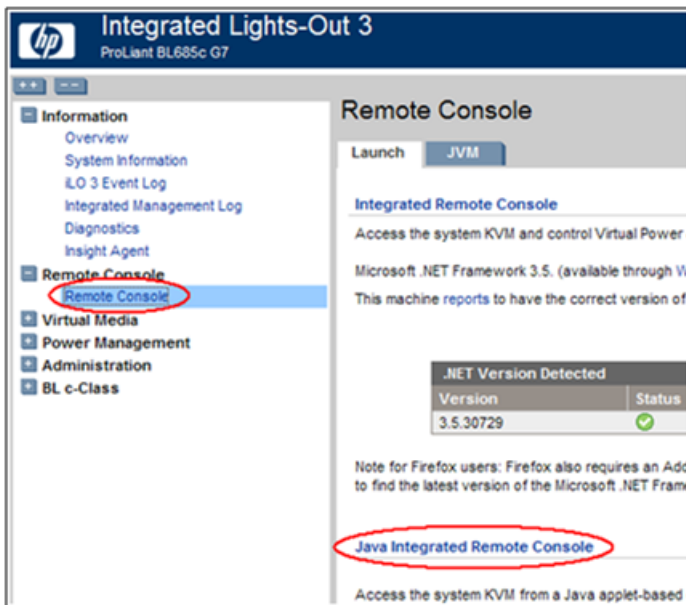 hp
Integrated Lights-Out 3
ProLiant BL685c G7
Information
Overview
System Information
iLO 3 Event Log
Integrated Management Log
Diagnostics
Insight Agent
Remote Console
Remote Console
Virtual Media
Power Management
Administration
BL c-Class
Remote Console
Launch JVM
Integrated Remote Console
Access the system KVM and control Virtual Power
Microsoft .NET Framework 3.5. (available through W
This machine reports to have the correct version of
.NET Version Detected
Version Status
3.5.30729
Note for Firefox users: Firefox also requires an Add
to find the latest version of the Microsoft .NET Fram
Java Integrated Remote Console
Access the system KVM from a Java applet-based